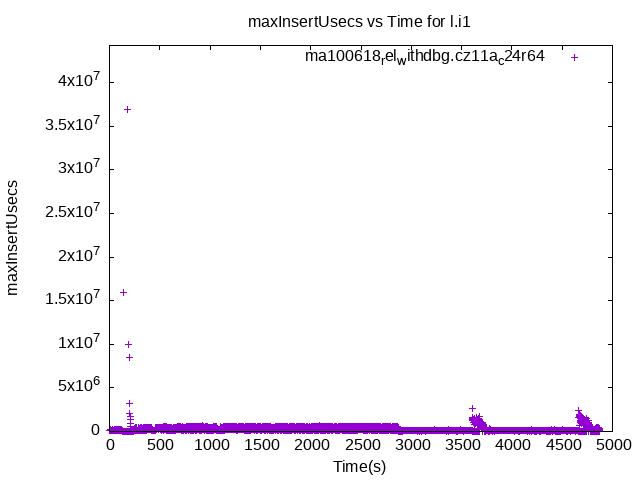 maxInsertUsecs vs Time for l.i1
ma100618_rel_withdbg.cz11a_c24r64
4x10^7
3.5x10^7
3x10^7
2.5x10^7
2x10^7
1.5x10^7
1x10^7
5x10^6
0
maxInsertUsecs
0 500 1000 1500 2000 2500 3000 3500 4000 4500 5000
Time(s)